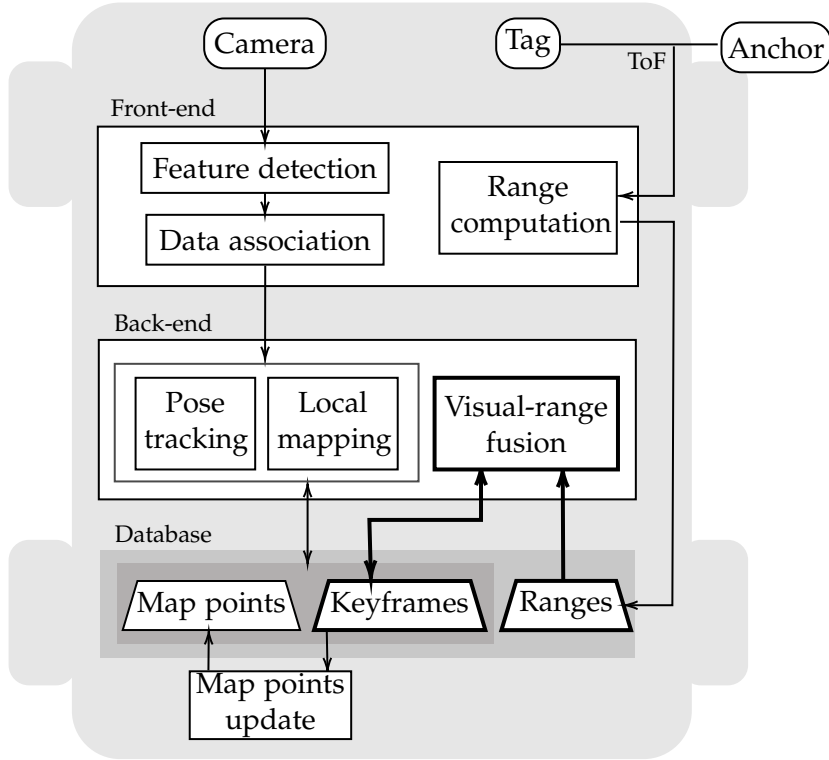 Camera
Tag
ToF
Anchor
Front-end
Feature detection
Data association
Range
computation
Back-end
Pose
tracking
Local
mapping
Visual-range
fusion
Database
Map points
Keyframes
Ranges
Map points
update